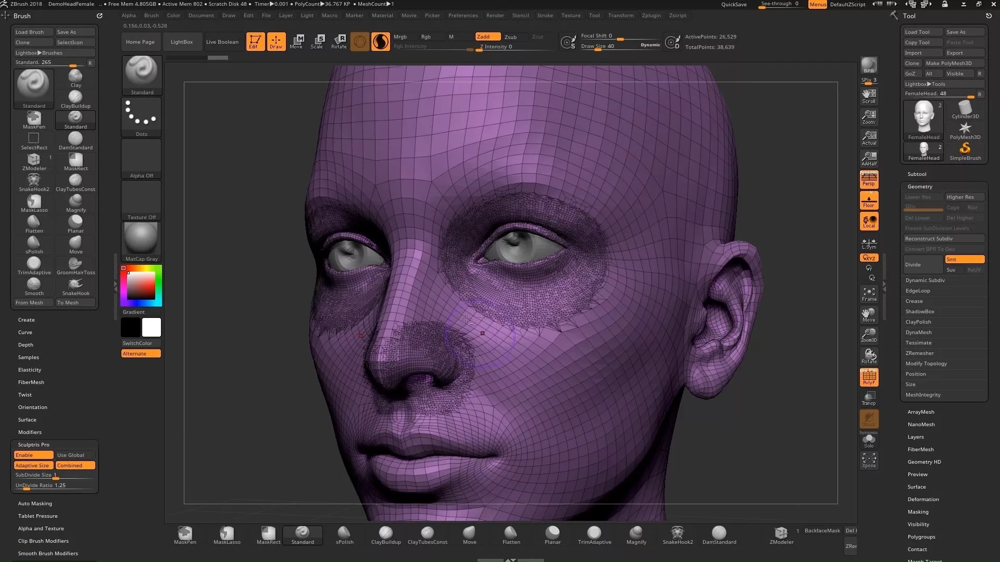 ZBrush 2018 DemoHeadFemale .. • Free Mem 4.805GB • Active Mem 802 • Scratch Disk 48 • Timer▶0.001 • PolyCount▶36.767 KP • MeshCount▶1 QuickSave See-through 0 Menus DefaultZScript
Brush
Alpha Brush Color Document Draw Edit File Layer Light Macro Marker Material Movie Picker Preferences Render Stencil Stroke Texture Tool Transform Zplugin Zscript
Tool
0.156,0.03,-0.528
Load Brush Save As
Clone SelectIcon
Lightbox▶Brushes
Standard. 265 R
Standard
Clay
ClayBuildup
MaskPen Standard
SelectRect DamStandard
1
ZModeler MaskRect
SnakeHook2 ClayTubesConst
MaskLasso Magnify
Flatten Planar
sPolish Move
TrimAdaptive GroomHairToss
Smooth SnakeHook
From Mesh To Mesh
Create
Curve
Depth
Samples
Elasticity
FiberMesh
Twist
Orientation
Surface
Modifiers
Sculptris Pro
Enable Use Global
Adaptive Size Combined
SubDivide Size 1
UnDivide Ratio 1.25
Auto Masking
Tablet Pressure
Alpha and Texture
Clip Brush Modifiers
Smooth Brush Modifiers
Home Page LightBox Live Boolean Edit Draw Move Scale Rotate
Mrgb Rgb M Zadd Zsub Zcut
Rgb Intensity Z Intensity 0
Focal Shift 0
Draw Size 40 Dynamic
ActivePoints: 26,529
TotalPoints: 38,639
Standard
Dots
Alpha Off
Texture Off
MatCap Gray
Gradient
SwitchColor
Alternate
BPR
SPix 3
Scroll
Zoom
Actual
AAHalf
Dynamic
Persp
Floor
Local
L.Sym
XYZ
Y
Z
Frame
Move
Zoom3D
Rotate
PolyF
Transp
Ghost
Dynamic
Solo
Xpose
Load Tool Save As
Copy Tool Paste Tool
Import Export
Clone Make PolyMesh3D
GoZ All Visible R
Lightbox▶Tools
FemaleHead. 48 R
2
FemaleHead
Cylinder3D
PolyMesh3D
2
FemaleHead SimpleBrush
Subtool
Geometry
Lower Res Higher Res
SDiv Cage Rstr
Del Lower Del Higher
Freeze SubDivision Levels
Reconstruct Subdiv
Convert BPR To Geo
Divide Smt
Suv ReUV
Dynamic Subdiv
EdgeLoop
Crease
ShadowBox
ClayPolish
DynaMesh
Tessimate
ZRemesher
Modify Topology
Position
Size
MeshIntegrity
ArrayMesh
NanoMesh
Layers
FiberMesh
Geometry HD
Preview
Surface
Deformation
Masking
Visibility
Polygroups
Contact
Morph Target
MaskPen MaskLasso MaskRect Standard sPolish ClayBuildup ClayTubesConst Move Flatten Planar TrimAdaptive Magnify SnakeHook2 DamStandard ZModeler 1 BackfaceMask Del
ZRe